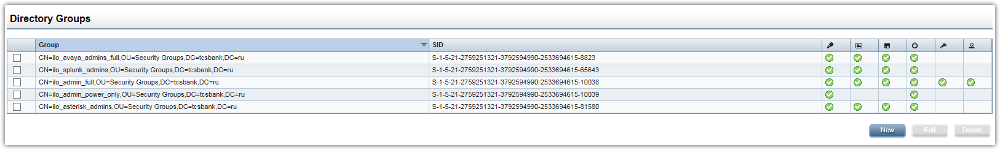 Directory Groups
Group SID
CN=ilo_avaya_admins_full,OU=Security Groups,DC=tcsbank,DC=ru S-1-5-21-2759251321-3792594990-2533694615-8823
CN=ilo_splunk_admins,OU=Security Groups,DC=tcsbank,DC=ru S-1-5-21-2759251321-3792594990-2533694615-65643
CN=ilo_admin_full,OU=Security Groups,DC=tcsbank,DC=ru S-1-5-21-2759251321-3792594990-2533694615-10038
CN=ilo_admin_power_only,OU=Security Groups,DC=tcsbank,DC=ru S-1-5-21-2759251321-3792594990-2533694615-10039
CN=ilo_asterisk_admins,OU=Security Groups,DC=tcsbank,DC=ru S-1-5-21-2759251321-3792594990-2533694615-81580
New Edit Delete